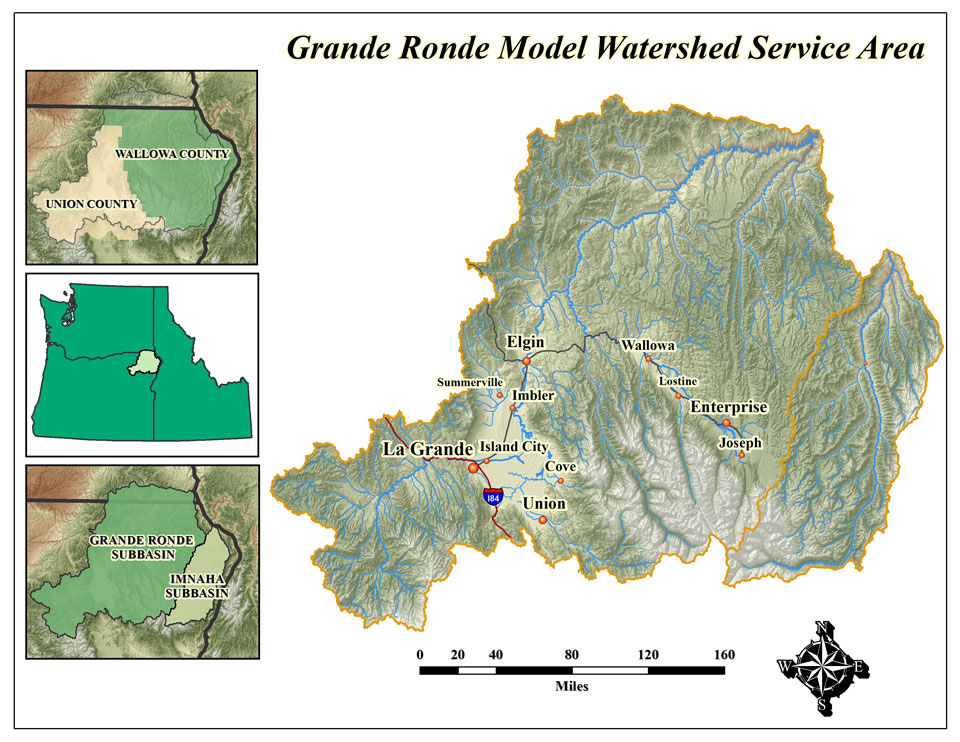 Grande Ronde Model Watershed Service Area
WALLOWA COUNTY
UNION COUNTY
GRANDE RONDE
SUBBASIN
IMNAHA
SUBBASIN
Elgin
Wallowa
Summerville
Lostine
Imbler
Enterprise
La Grande
Island City
Joseph
Cove
I84
Union
0 20 40 80 120 160
Miles
N
W E
S